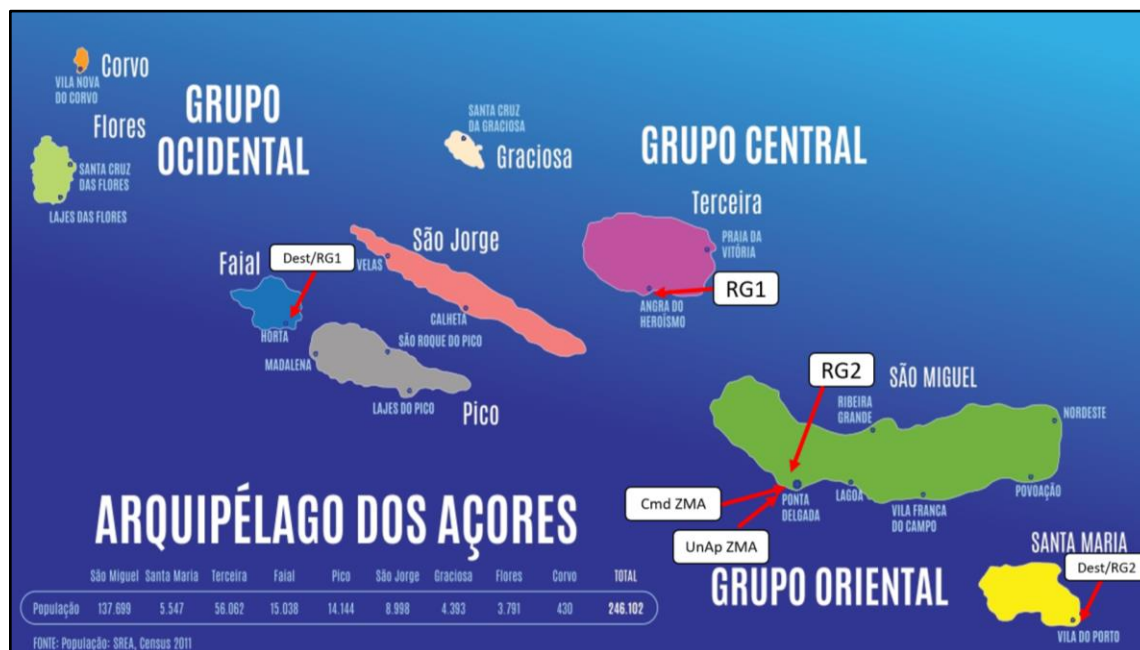 Corvo
VILA NOVA
DO CORVO
Flores
SANTA CRUZ
DAS FLORES
LAJES DAS FLORES
GRUPO
OCIDENTAL
SANTA CRUZ
DA GRACIOSA
Graciosa
GRUPO CENTRAL
Terceira
PRAIA DA
VITÓRIA
ANGRA DO
HEROÍSMO
RG1
São Jorge
VELAS
CALHETA
Faial
Dest/RG1
HORTA
MADALENA
SÃO ROQUE DO PICO
LAJES DO PICO
Pico
RG2
SÃO MIGUEL
RIBEIRA
GRANDE
NORDESTE
Cmd ZMA
UnAp ZMA
PONTA
DELGADA
LAGOA
VILA FRANCA
DO CAMPO
POVOAÇÃO
GRUPO ORIENTAL
SANTA MARIA
Dest/RG2
VILA DO PORTO
ARQUIPÉLAGO DOS AÇORES
São Miguel Santa Maria Terceira Faial Pico São Jorge Graciosa Flores Corvo TOTAL
População 137.699 5.547 56.062 15.038 14.144 8.998 4.393 3.791 430 246.102
FONTE: População: SREA, Census 2011